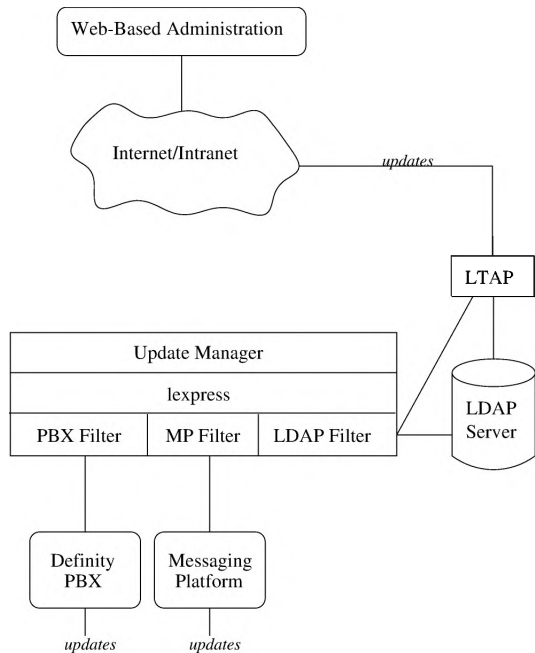 Web-Based Administration
Internet/Intranet
updates
LTAP
Update Manager
lexpress
PBX Filter
MP Filter
LDAP Filter
LDAP
Server
Definity
PBX
Messaging
Platform
updates
updates